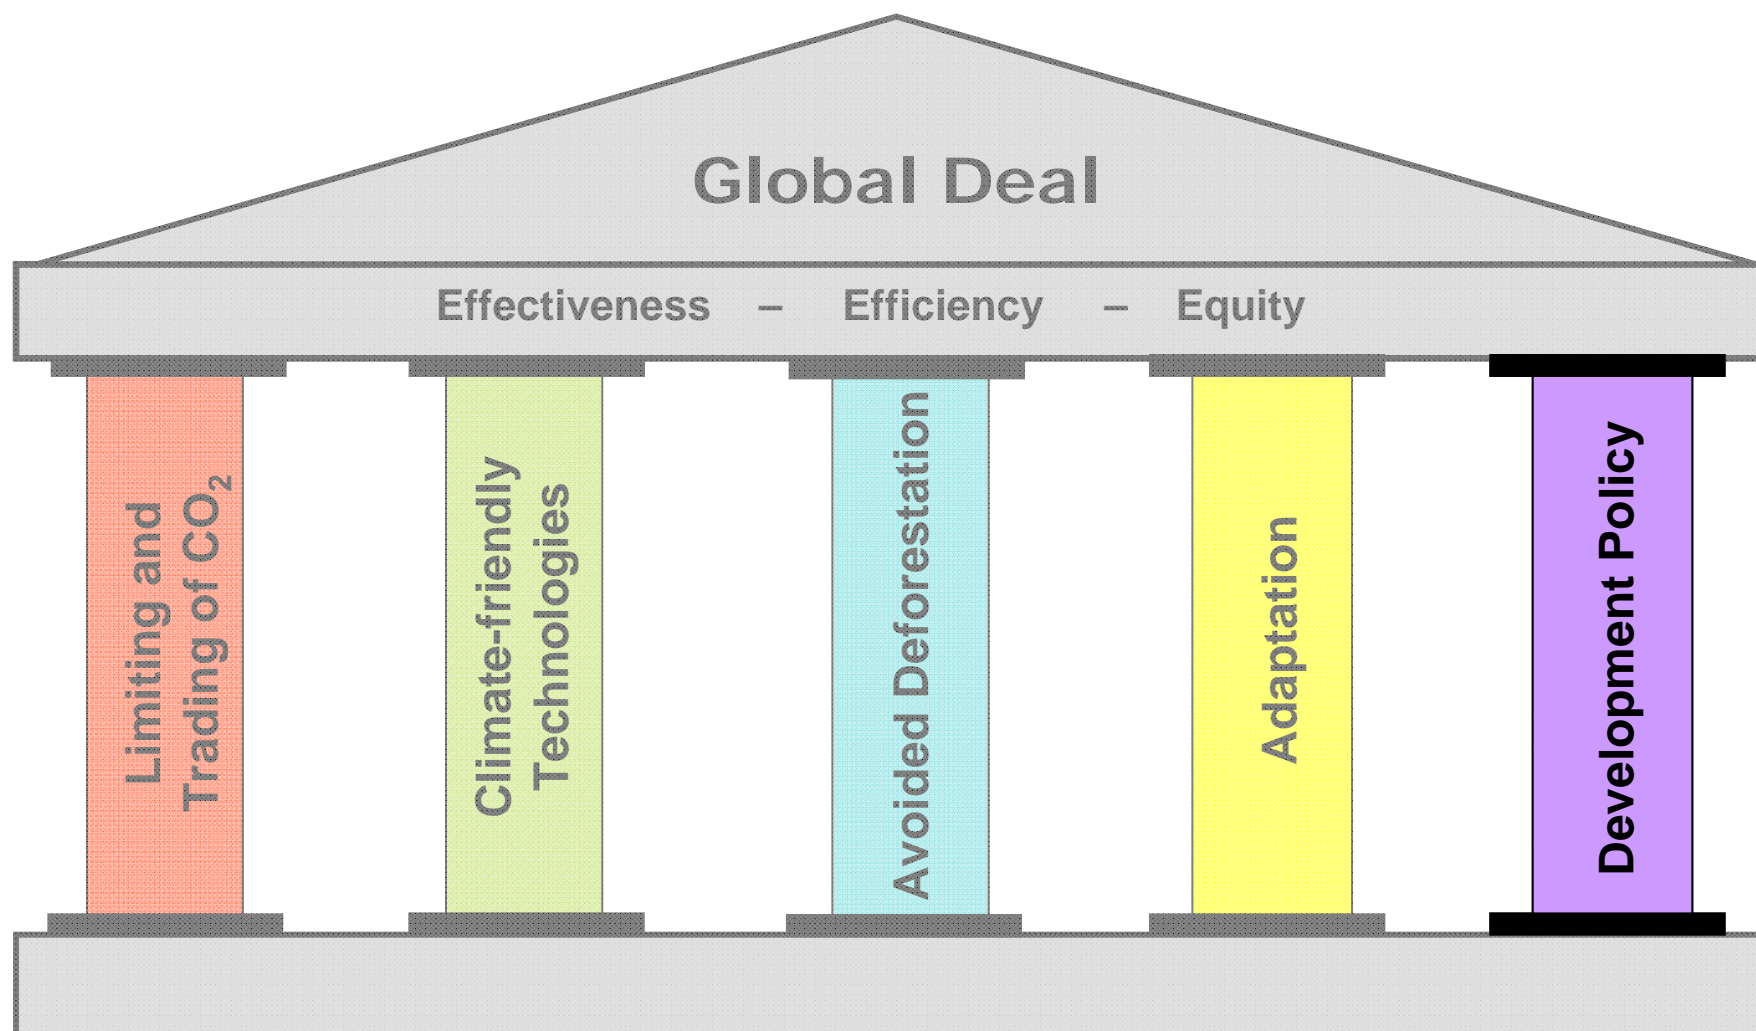 Global Deal
Effectiveness – Efficiency – Equity
Limiting and
Trading of CO₂
Climate-friendly
Technologies
Avoided Deforestation
Adaptation
Development Policy